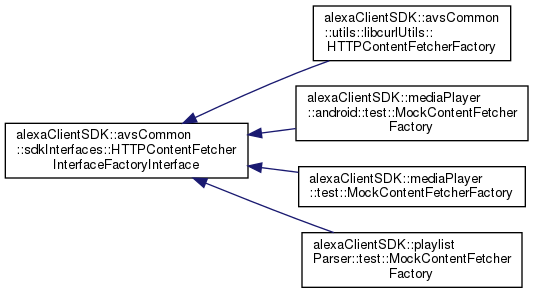 alexaClientSDK::avsCommon
::utils::libcurlUtils::
HTTPContentFetcherFactory
alexaClientSDK::mediaPlayer
::android::test::MockContentFetcher
Factory
alexaClientSDK::avsCommon
::sdkInterfaces::HTTPContentFetcher
InterfaceFactoryInterface
alexaClientSDK::mediaPlayer
::test::MockContentFetcherFactory
alexaClientSDK::playlist
Parser::test::MockContentFetcher
Factory